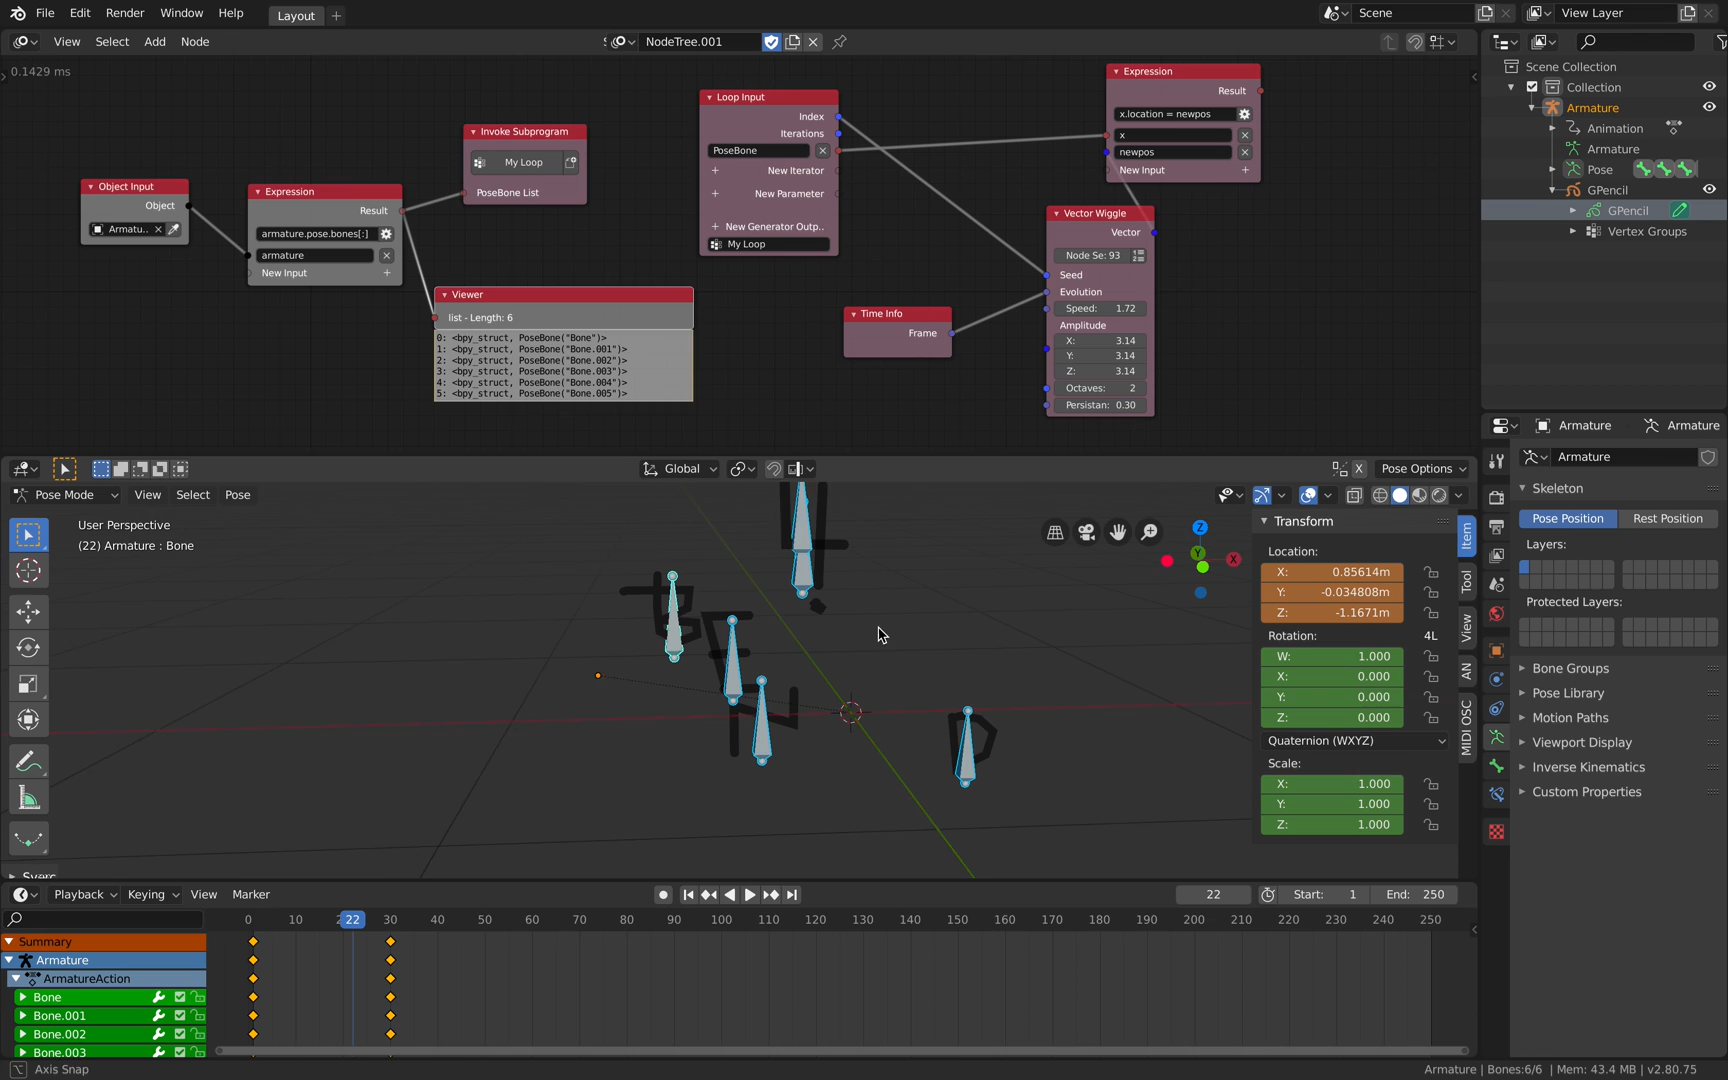 File Edit Render Window Help Layout + Scene View Layer
View Select Add Node NodeTree.001
0.1429 ms
Scene Collection
Collection
Armature
Animation
Armature
Pose
GPencil
GPencil
Vertex Groups
Object Input
Object
Armatu..
Expression
Result
armature.pose.bones[:]
armature
New Input +
Invoke Subprogram
My Loop
PoseBone List
Viewer
list - Length: 6
0: <bpy_struct, PoseBone("Bone")>
1: <bpy_struct, PoseBone("Bone.001")>
2: <bpy_struct, PoseBone("Bone.002")>
3: <bpy_struct, PoseBone("Bone.003")>
4: <bpy_struct, PoseBone("Bone.004")>
5: <bpy_struct, PoseBone("Bone.005")>
Loop Input
Index
Iterations
PoseBone
+ New Iterator
+ New Parameter
+ New Generator Outp..
My Loop
Time Info
Frame
Expression
Result
x.location = newpos
x
newpos
New Input +
Vector Wiggle
Vector
Node Se: 93
Seed
Evolution
Speed: 1.72
Amplitude
X: 3.14
Y: 3.14
Z: 3.14
Octaves: 2
Persistan: 0.30
Armature Armature
Armature
Skeleton
Pose Position Rest Position
Layers:
Protected Layers:
Bone Groups
Pose Library
Motion Paths
Viewport Display
Inverse Kinematics
Custom Properties
Global X Pose Options
Pose Mode View Select Pose
User Perspective
(22) Armature : Bone
Z
Y
X
Transform
Location:
X: 0.85614m
Y: -0.034808m
Z: -1.1671m
Rotation: 4L
W: 1.000
X: 0.000
Y: 0.000
Z: 0.000
Quaternion (WXYZ)
Scale:
X: 1.000
Y: 1.000
Z: 1.000
Item
Tool
View
AN
MIDI OSC
Playback Keying View Marker 22 Start: 1 End: 250
0 10 22 30 40 50 60 70 80 90 100 110 120 130 140 150 160 170 180 190 200 210 220 230 240 250
Summary
Armature
ArmatureAction
Bone
Bone.001
Bone.002
Bone.003
Axis Snap Armature | Bones:6/6 | Mem: 43.4 MB | v2.80.75